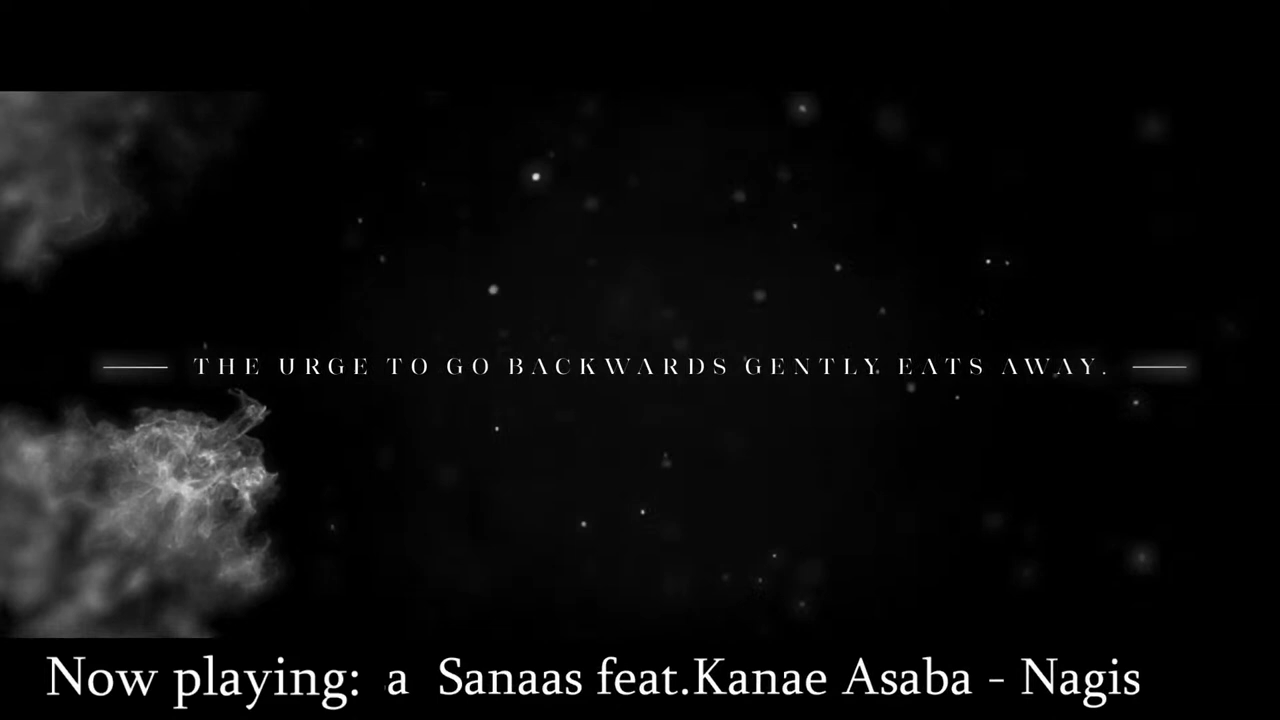 THE URGE TO GO BACKWARDS GENTLY EATS AWAY.
Now playing: a Sanaas feat.Kanae Asaba - Nagis